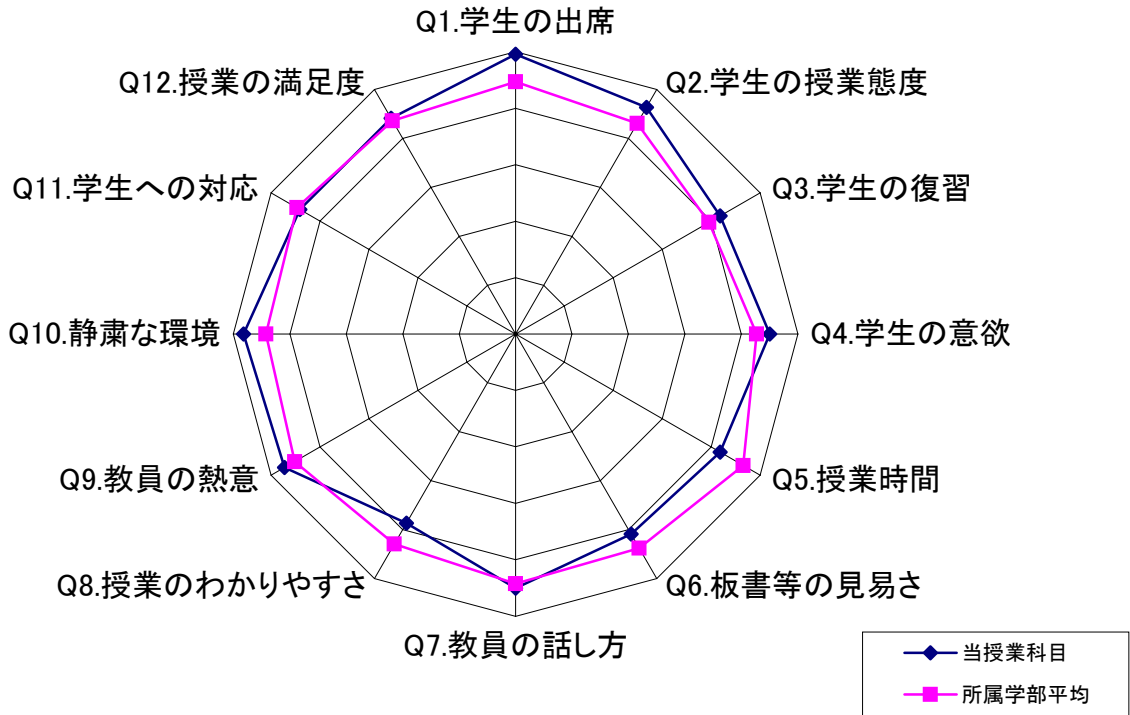 Q1.学生の出席
Q2.学生の授業態度
Q3.学生の復習
Q4.学生の意欲
Q5.授業時間
Q6.板書等の見易さ
Q7.教員の話し方
Q8.授業のわかりやすさ
Q9.教員の熱意
Q10.静粛な環境
Q11.学生への対応
Q12.授業の満足度
当授業科目
所属学部平均